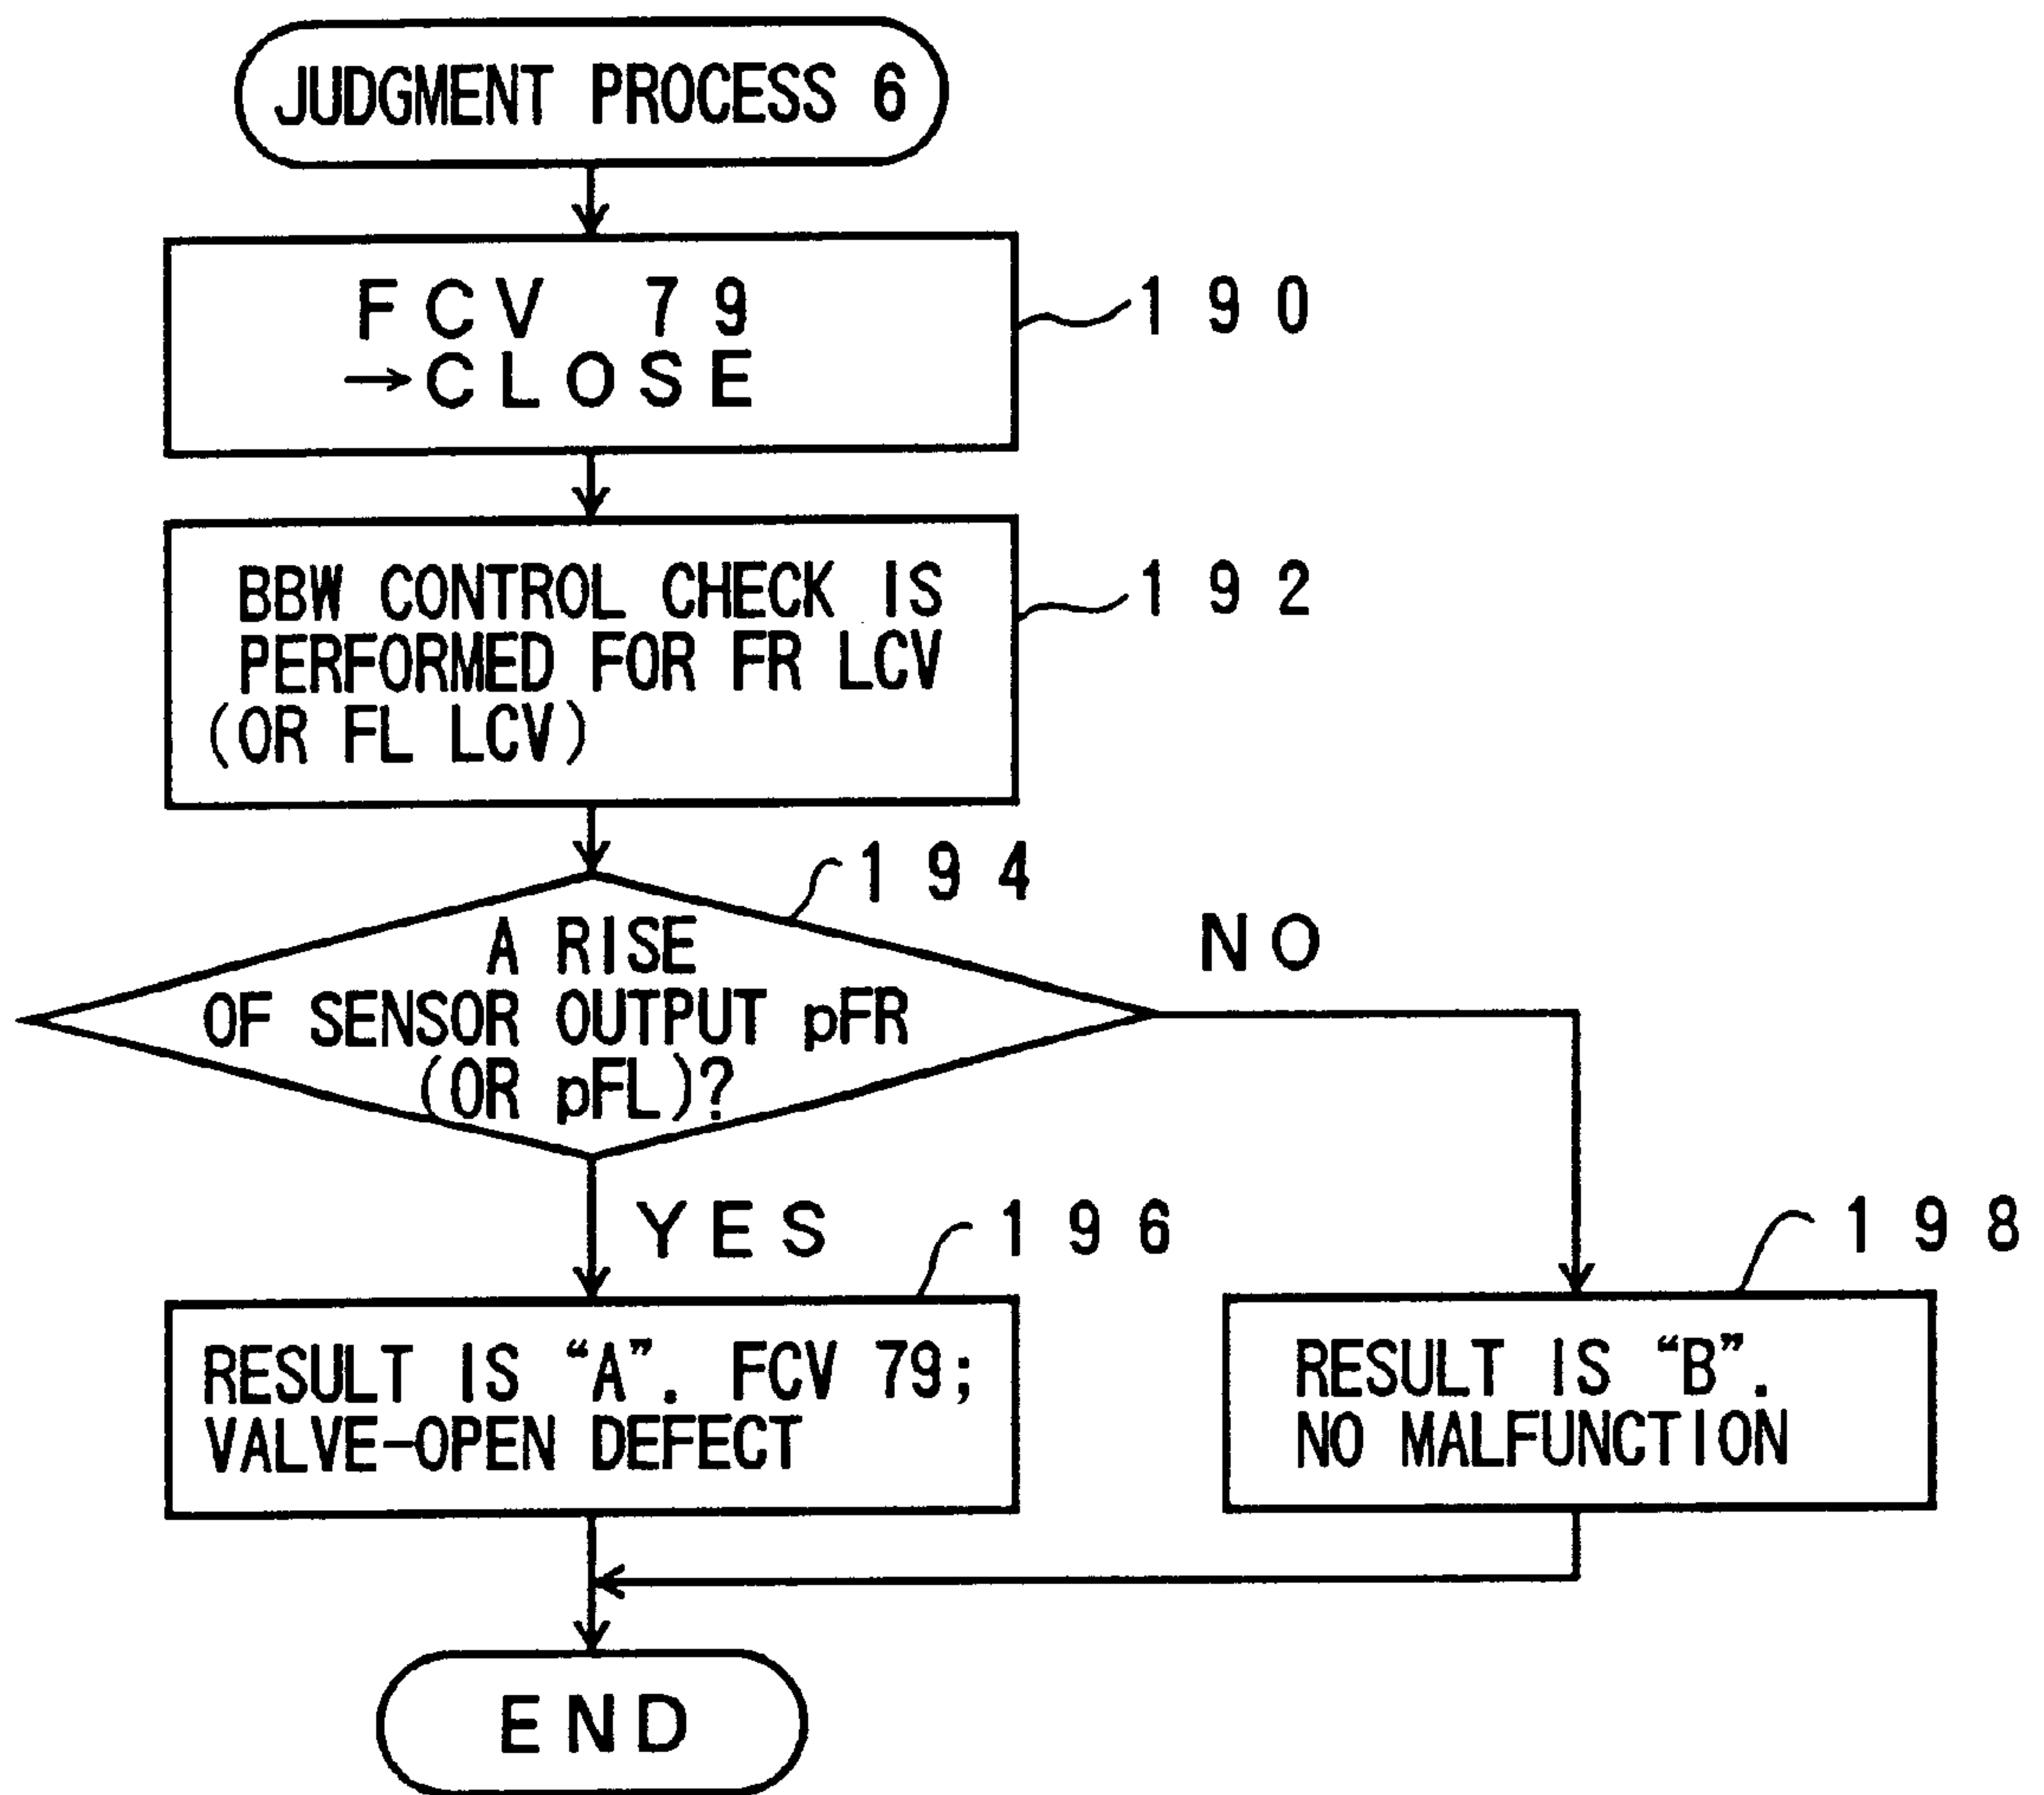 JUDGMENT PROCESS 6
FCV 79
→CLOSE
190
BBW CONTROL CHECK IS
PERFORMED FOR FR LCV
(OR FL LCV)
192
194
A RISE
OF SENSOR OUTPUT pFR
(OR pFL)?
NO
YES
196
RESULT IS “A”. FCV 79;
VALVE-OPEN DEFECT
198
RESULT IS “B”.
NO MALFUNCTION
END